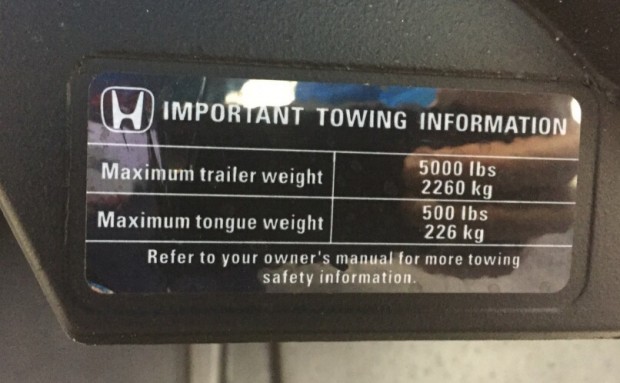 IMPORTANT TOWING INFORMATION
Maximum trailer weight
5000 lbs
2260 kg
Maximum tongue weight
500 lbs
226 kg
Refer to your owner's manual for more towing
safety information.